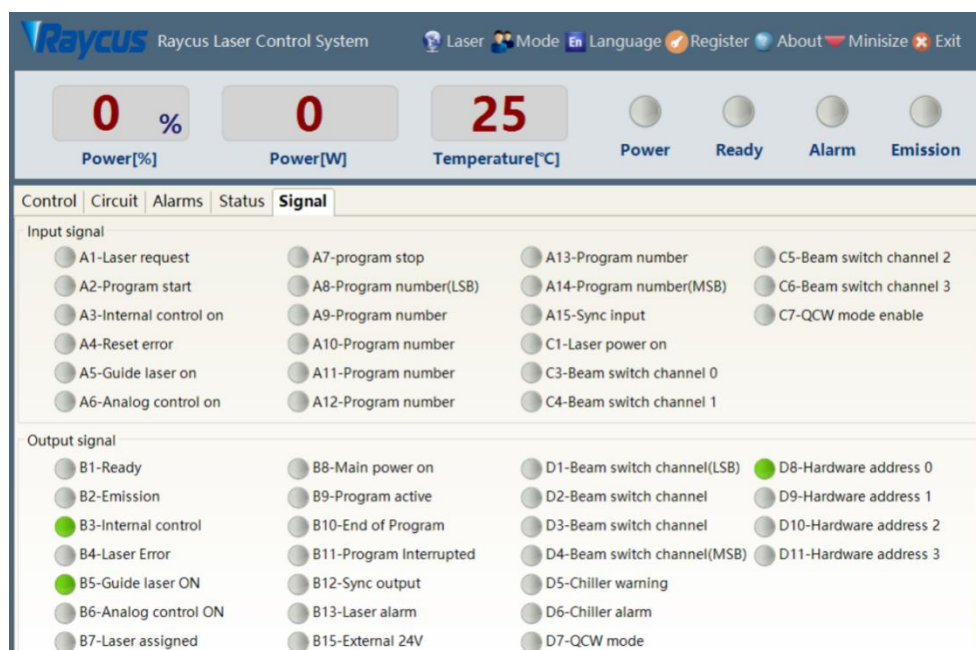 Raycus Raycus Laser Control System Laser Mode En Language Register About Minisize Exit
0 % 0 25
Power[%] Power[W] Temperature[℃] Power Ready Alarm Emission
Control Circuit Alarms Status Signal
Input signal
A1-Laser request A7-program stop A13-Program number C5-Beam switch channel 2
A2-Program start A8-Program number(LSB) A14-Program number(MSB) C6-Beam switch channel 3
A3-Internal control on A9-Program number A15-Sync input C7-QCW mode enable
A4-Reset error A10-Program number C1-Laser power on
A5-Guide laser on A11-Program number C3-Beam switch channel 0
A6-Analog control on A12-Program number C4-Beam switch channel 1
Output signal
B1-Ready B8-Main power on D1-Beam switch channel(LSB) D8-Hardware address 0
B2-Emission B9-Program active D2-Beam switch channel D9-Hardware address 1
B3-Internal control B10-End of Program D3-Beam switch channel D10-Hardware address 2
B4-Laser Error B11-Program Interrupted D4-Beam switch channel(MSB) D11-Hardware address 3
B5-Guide laser ON B12-Sync output D5-Chiller warning
B6-Analog control ON B13-Laser alarm D6-Chiller alarm
B7-Laser assigned B15-External 24V D7-QCW mode